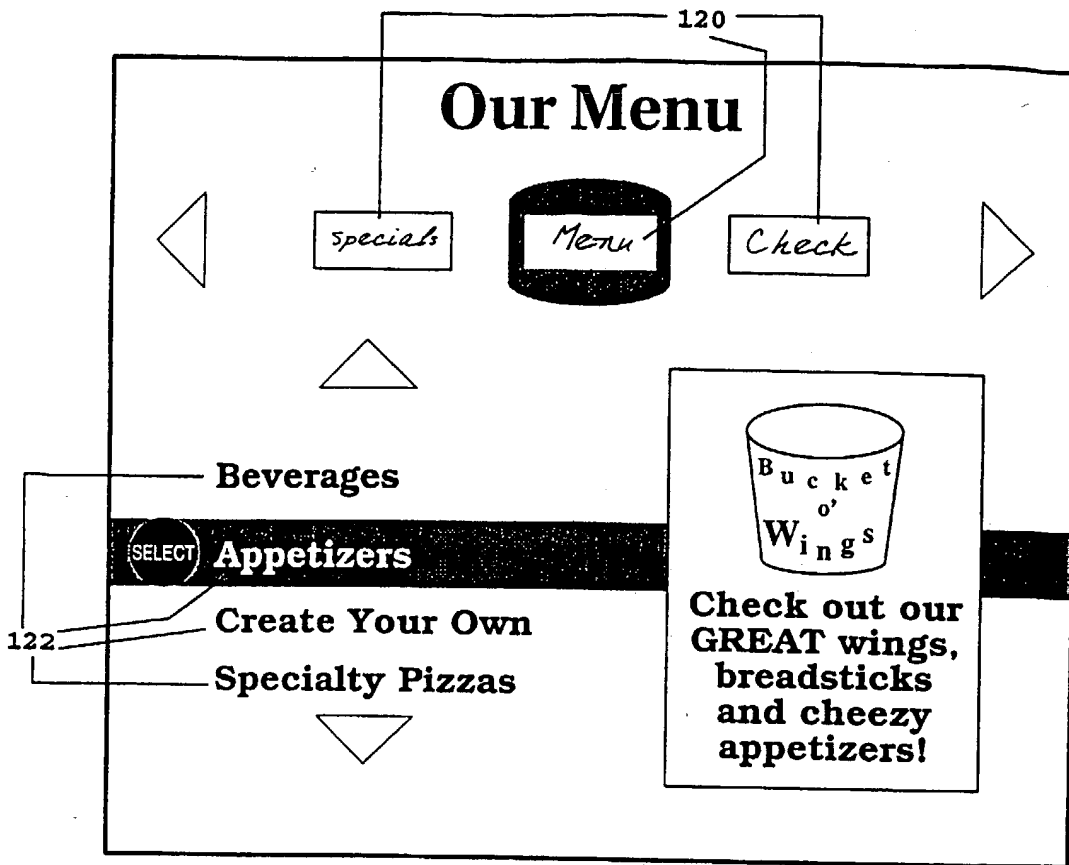 120
Our Menu
Specials
Menu
Check
Beverages
SELECT Appetizers
122
Create Your Own
Specialty Pizzas
Bucket
o'
Wings
Check out our
GREAT wings,
breadsticks
and cheezy
appetizers!